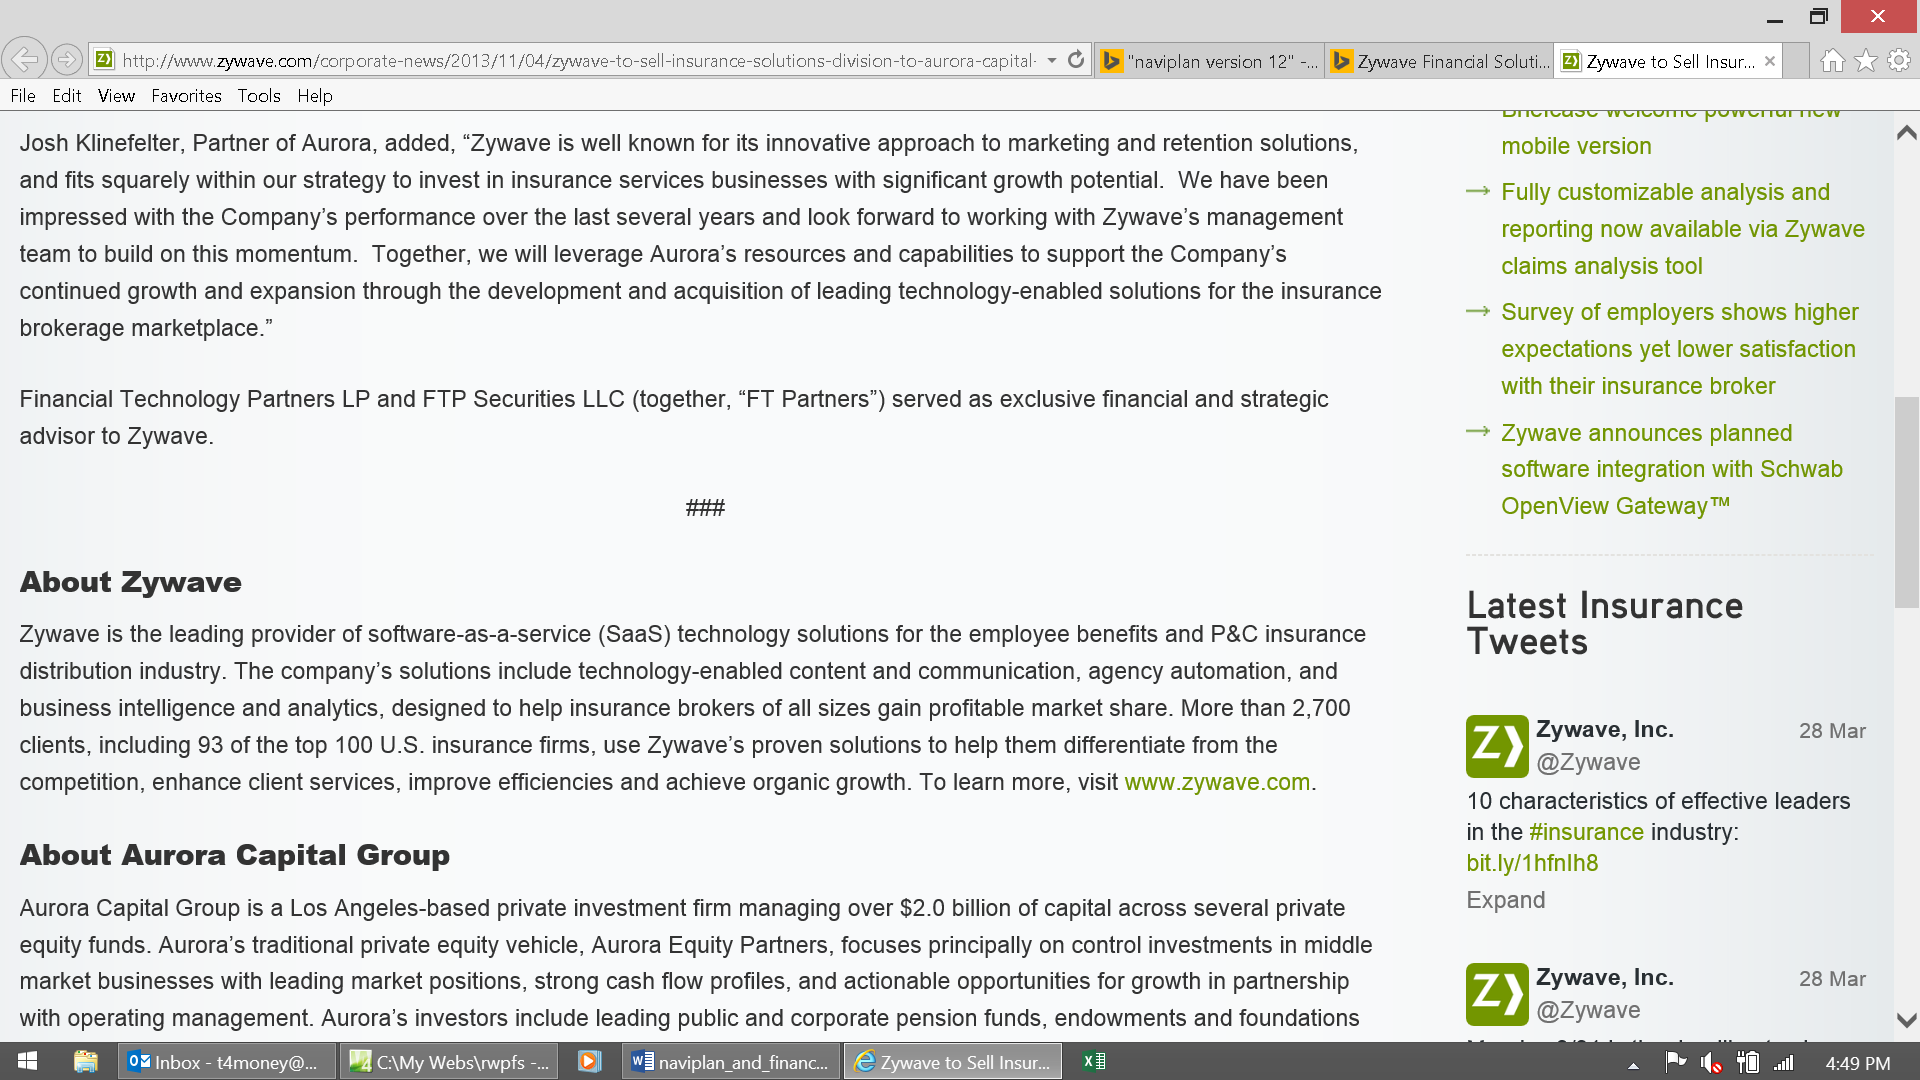 http://www.zywave.com/corporate-news/2013/11/04/zywave-to-sell-insurance-solutions-division-to-aurora-capital-
"naviplan version 12" -...
Zywave Financial Soluti...
Zywave to Sell Insur...
File Edit View Favorites Tools Help
Josh Klinefelter, Partner of Aurora, added, “Zywave is well known for its innovative approach to marketing and retention solutions,
and fits squarely within our strategy to invest in insurance services businesses with significant growth potential.  We have been
impressed with the Company’s performance over the last several years and look forward to working with Zywave’s management
team to build on this momentum.  Together, we will leverage Aurora’s resources and capabilities to support the Company’s
continued growth and expansion through the development and acquisition of leading technology-enabled solutions for the insurance
brokerage marketplace.”
Financial Technology Partners LP and FTP Securities LLC (together, “FT Partners”) served as exclusive financial and strategic
advisor to Zywave.
###
About Zywave
Zywave is the leading provider of software-as-a-service (SaaS) technology solutions for the employee benefits and P&C insurance
distribution industry. The company’s solutions include technology-enabled content and communication, agency automation, and
business intelligence and analytics, designed to help insurance brokers of all sizes gain profitable market share. More than 2,700
clients, including 93 of the top 100 U.S. insurance firms, use Zywave’s proven solutions to help them differentiate from the
competition, enhance client services, improve efficiencies and achieve organic growth. To learn more, visit www.zywave.com.
About Aurora Capital Group
Aurora Capital Group is a Los Angeles-based private investment firm managing over $2.0 billion of capital across several private
equity funds. Aurora’s traditional private equity vehicle, Aurora Equity Partners, focuses principally on control investments in middle
market businesses with leading market positions, strong cash flow profiles, and actionable opportunities for growth in partnership
with operating management. Aurora’s investors include leading public and corporate pension funds, endowments and foundations
Briefcase welcome powerful new
mobile version
Fully customizable analysis and
reporting now available via Zywave
claims analysis tool
Survey of employers shows higher
expectations yet lower satisfaction
with their insurance broker
Zywave announces planned
software integration with Schwab
OpenView Gateway™
Latest Insurance
Tweets
Zywave, Inc. 28 Mar
@Zywave
10 characteristics of effective leaders
in the #insurance industry:
bit.ly/1hfnIh8
Expand
Zywave, Inc. 28 Mar
@Zywave
Inbox - t4money@...
C:\My Webs\rwpfs -...
naviplan_and_financ...
Zywave to Sell Insur...
4:49 PM